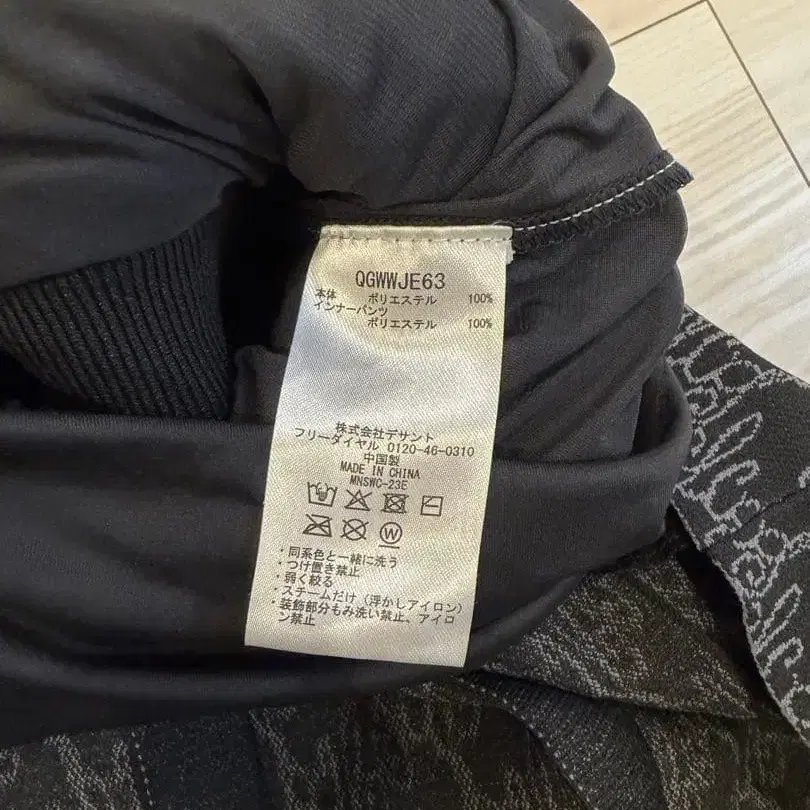 QGWWJE63
本体 ポリエステル 100%
インナーパンツ
ポリエステル 100%
株式会社デサント
フリーダイヤル 0120-46-0310
中国製
MADE IN CHINA
MNSWC-23E
W
・同系色と一緒に洗う
・つけ置き禁止
・弱く絞る
・スチームだけ（浮かしアイロン）
・装飾部分もみ洗い禁止、アイロ
ン禁止